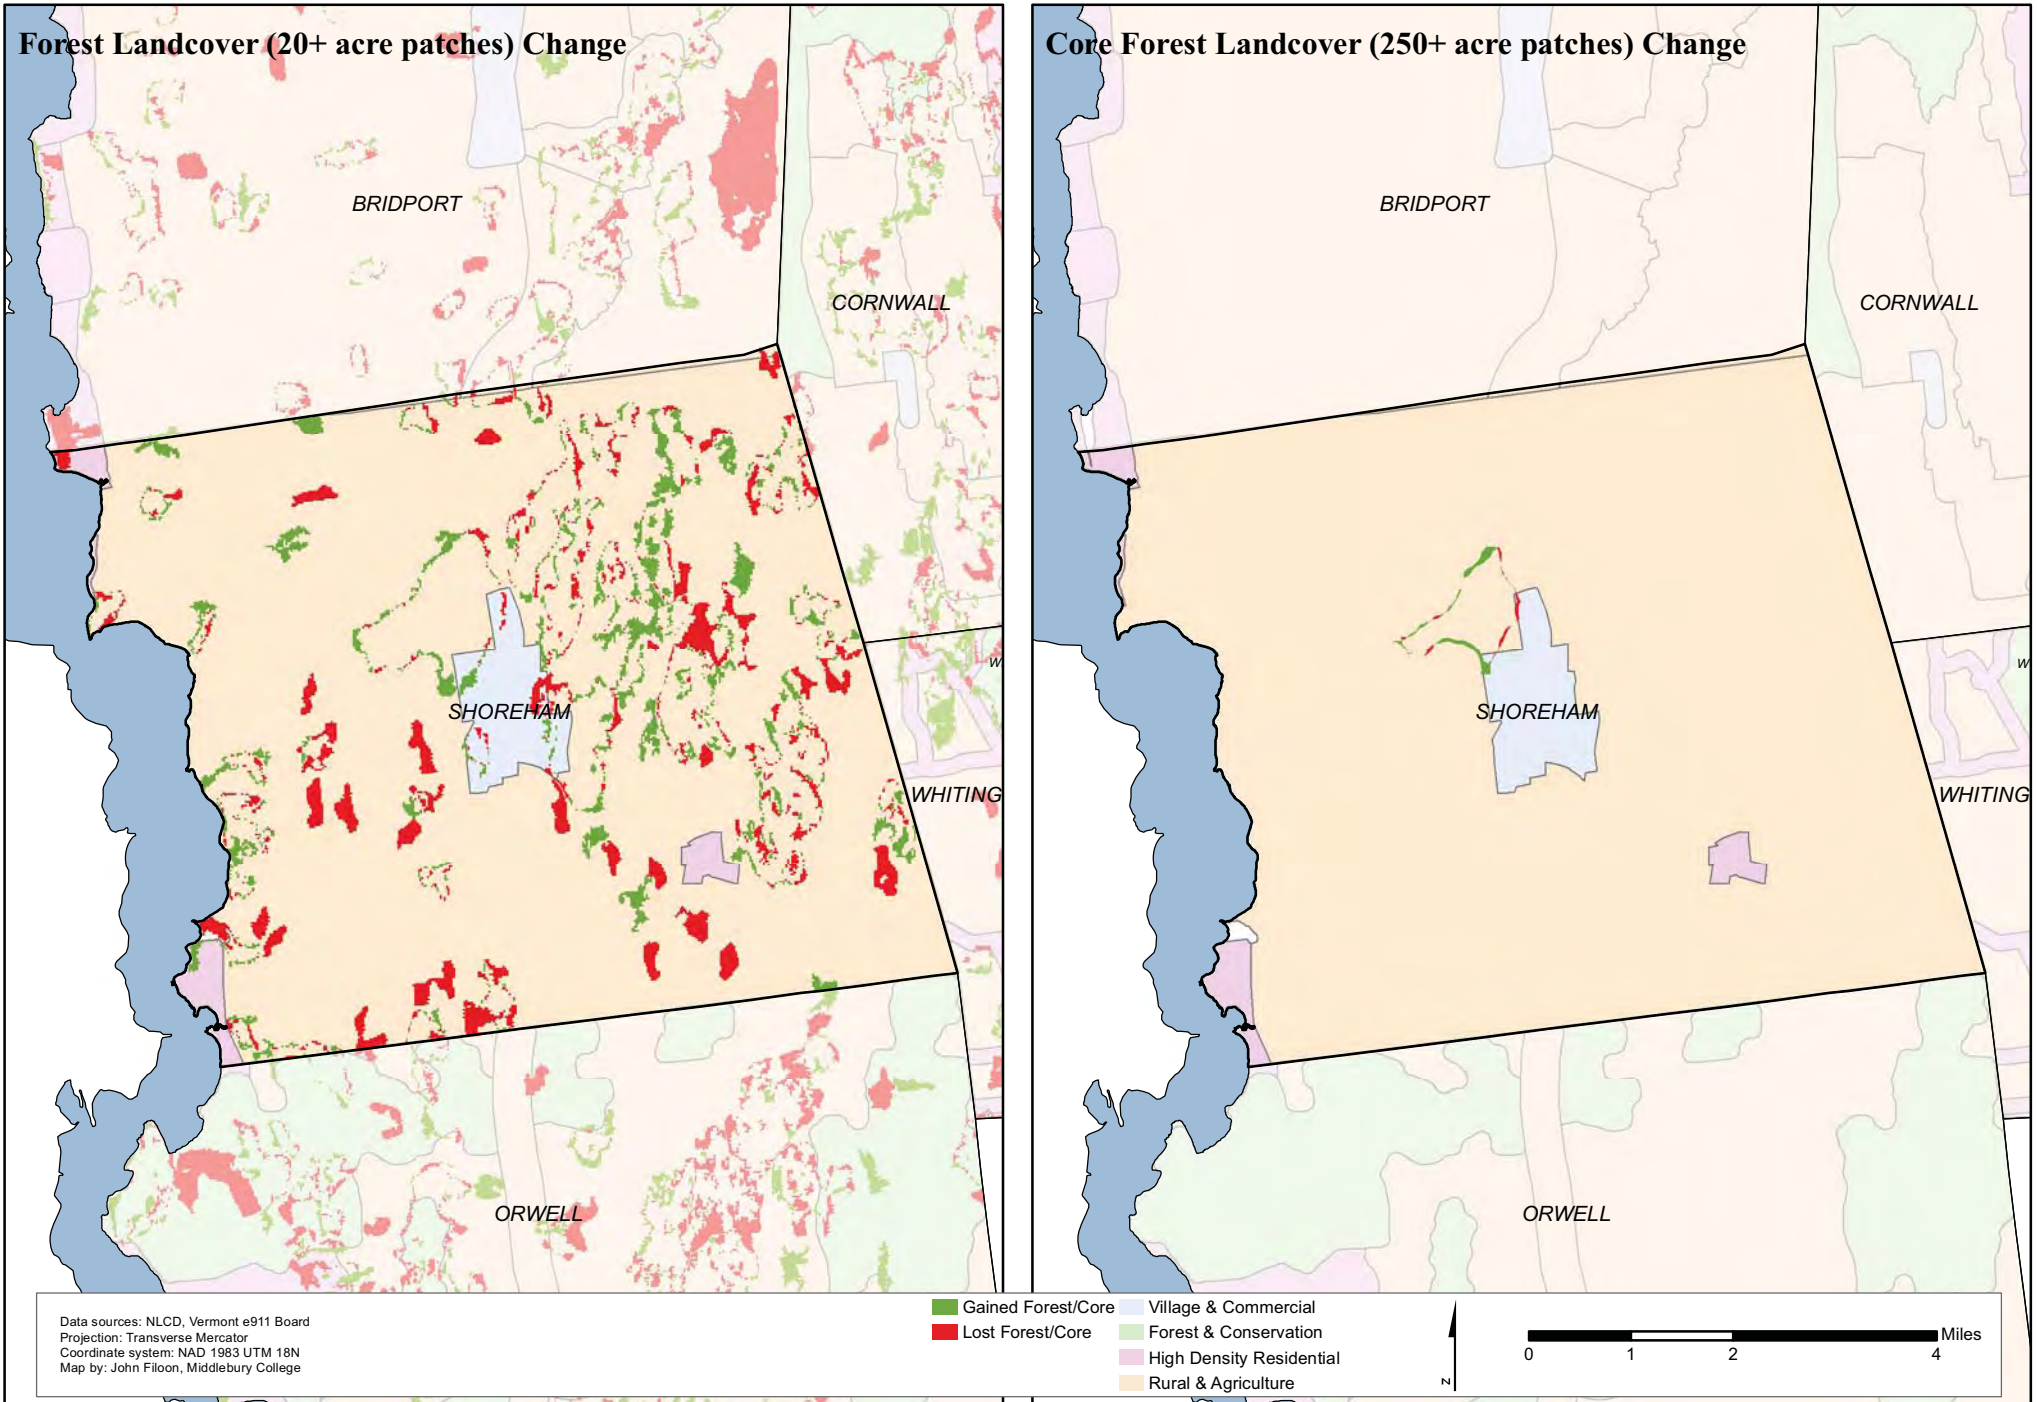 Forest Landcover (20+ acre patches) Change
BRIDPORT
CORNWALL
W
SHOREHAM
WHITING
ORWELL
Core Forest Landcover (250+ acre patches) Change
BRIDPORT
CORNWALL
W
SHOREHAM
WHITING
ORWELL
Data sources: NLCD, Vermont e911 Board
Projection: Transverse Mercator
Coordinate system: NAD 1983 UTM 18N
Map by: John Filoon, Middlebury College
Gained Forest/Core
Lost Forest/Core
Village & Commercial
Forest & Conservation
High Density Residential
Rural & Agriculture
N
Miles
0 1 2 4